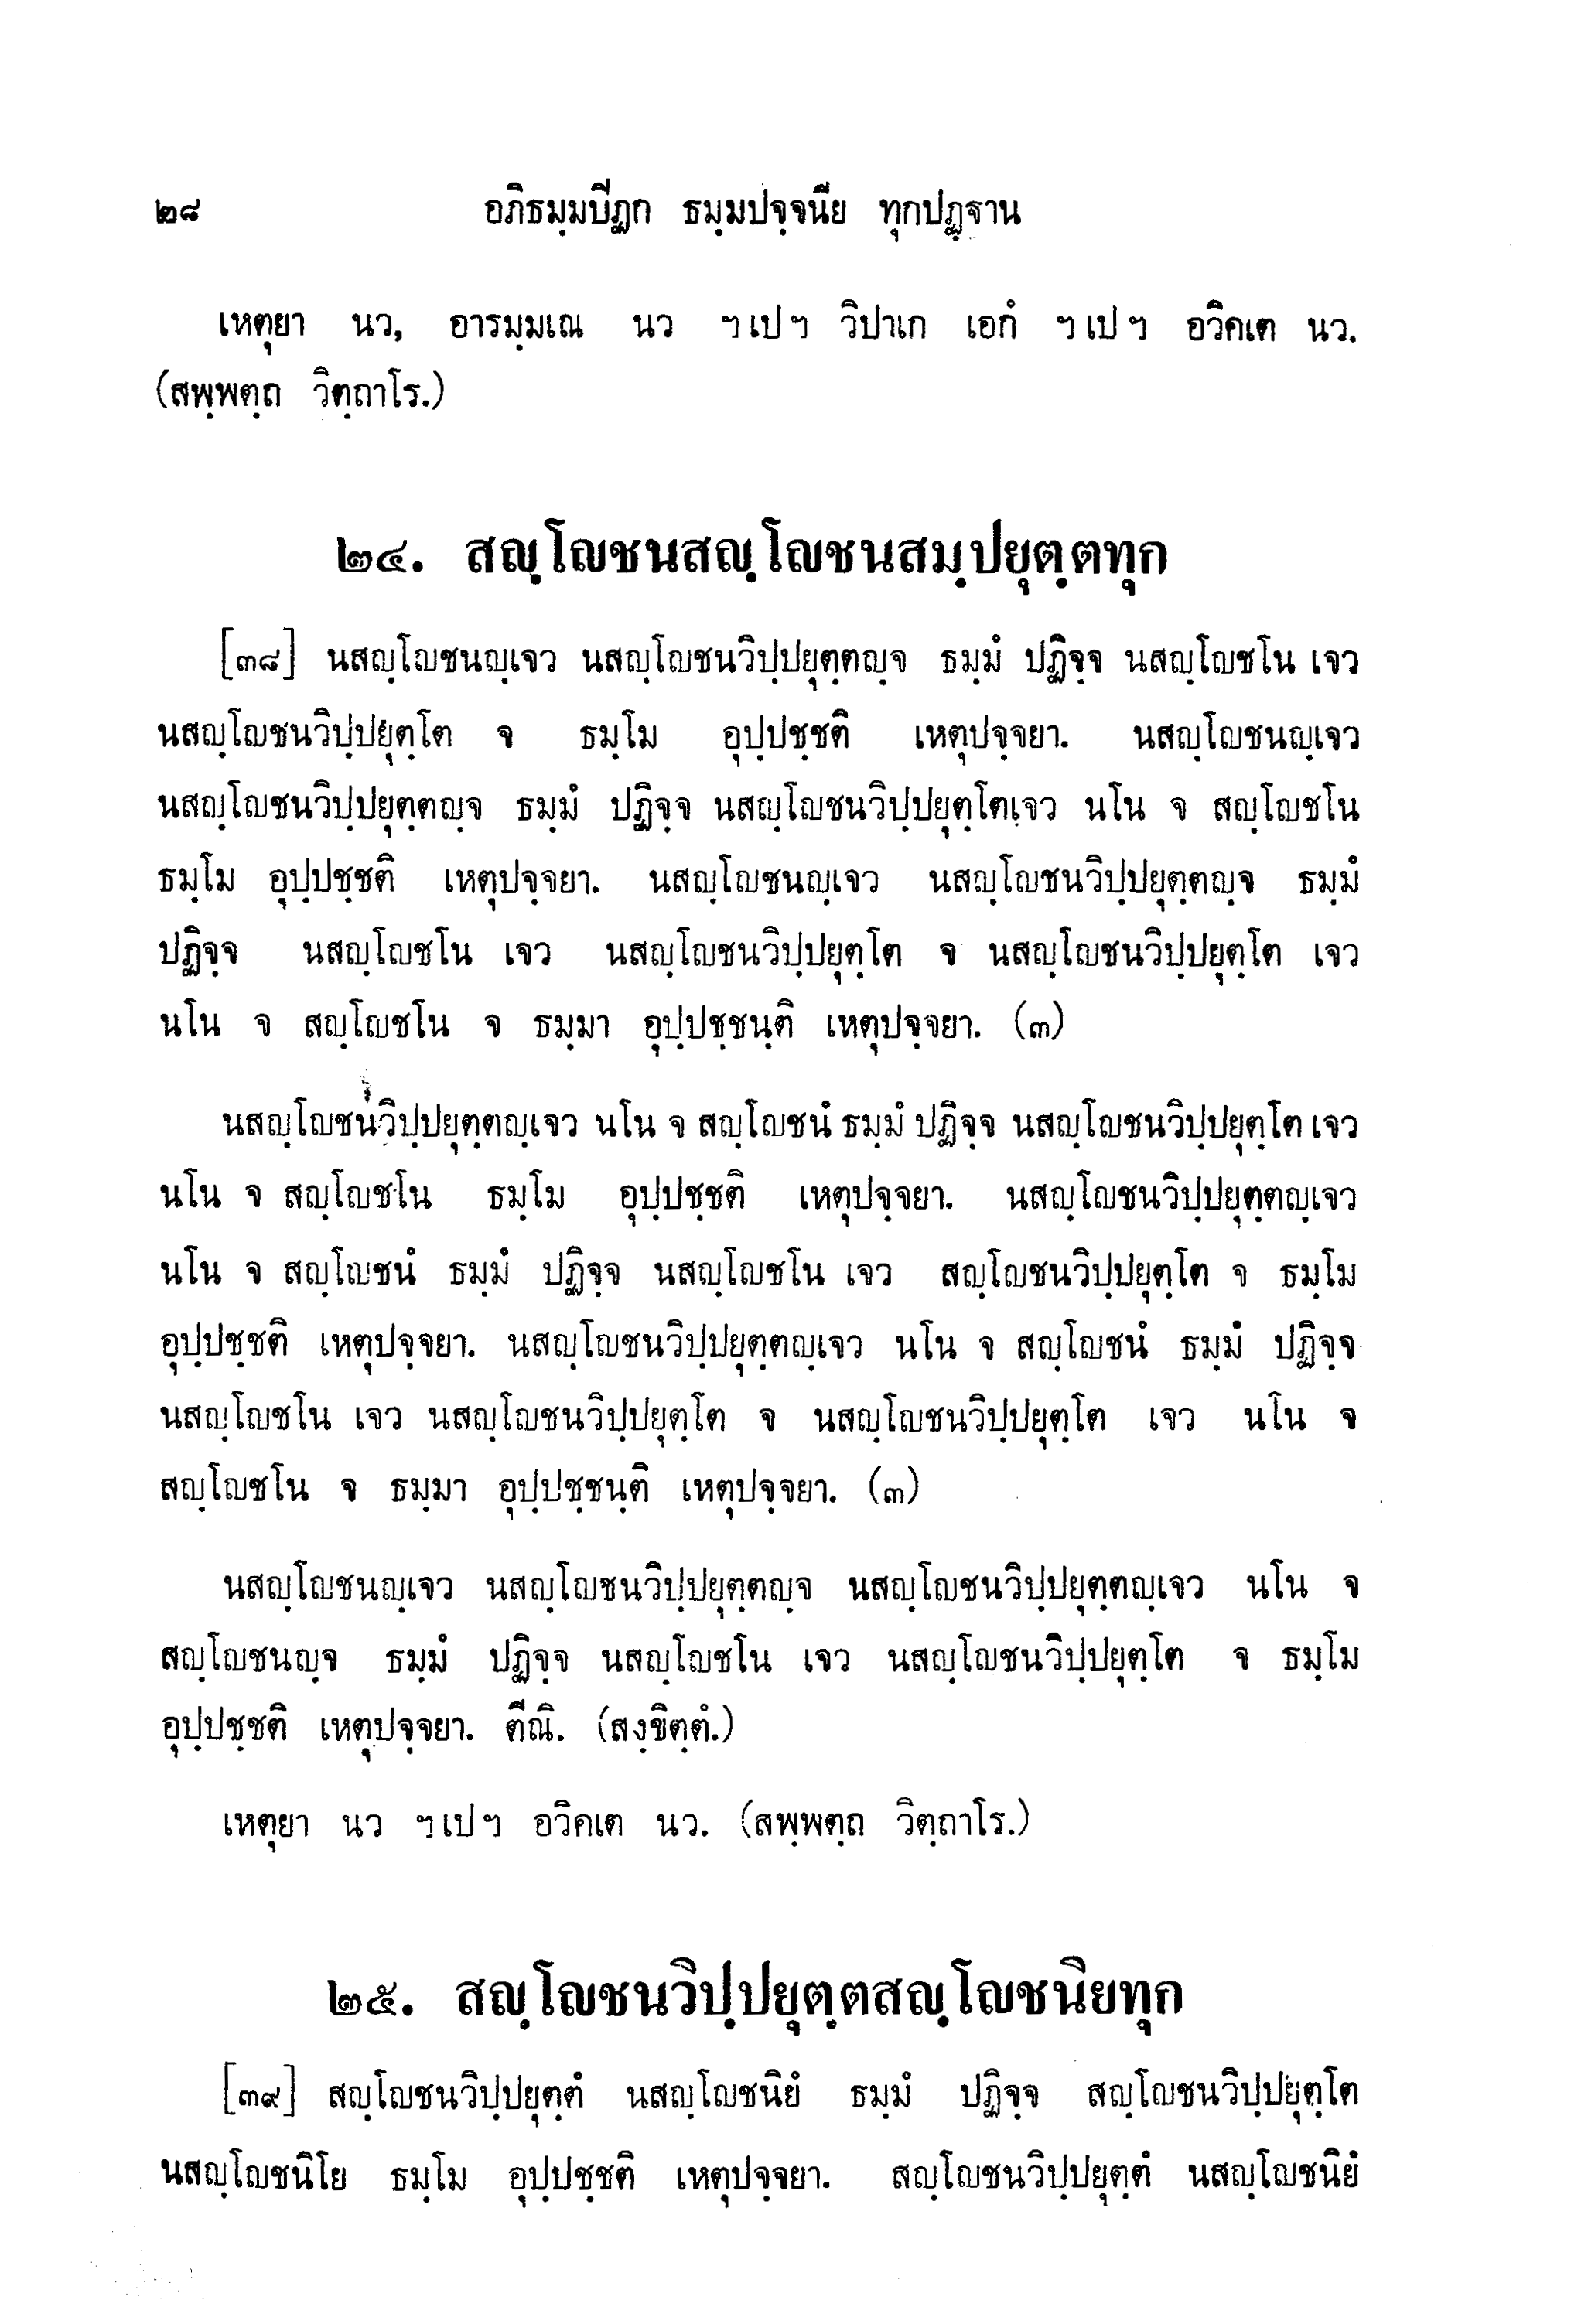 ๒๘ อภิธมฺมปีฏก ธมฺมปจฺจนีย ทุกปฏฺฐาน
เหตุยา นว, อารมฺมเณ นว ฯเปฯ วิปาเก เอกํ ฯเปฯ อวิคเต นว.
(สพฺพตฺถ วิตฺถาโร.)
๒๔. สญฺโญชนสญฺโญชนสมฺปยุตฺตทุก
[๓๘] นสญฺโญชนญฺเจว นสญฺโญชนวิปฺปยุตฺตญฺจ ธมฺมํ ปฏิจฺจ นสญฺโญชโน เจว
นสญฺโญชนวิปฺปยุตฺโต จ ธมฺโม อุปฺปชฺชติ เหตุปจฺจยา. นสญฺโญชนญฺเจว
นสญฺโญชนวิปฺปยุตฺตญฺจ ธมฺมํ ปฏิจฺจ นสญฺโญชนวิปฺปยุตฺโตเจว นโน จ สญฺโญชโน
ธมฺโม อุปฺปชฺชติ เหตุปจฺจยา. นสญฺโญชนญฺเจว นสญฺโญชนวิปฺปยุตฺตญฺจ ธมฺมํ
ปฏิจฺจ นสญฺโญชโน เจว นสญฺโญชนวิปฺปยุตฺโต จ นสญฺโญชนวิปฺปยุตฺโต เจว
นโน จ สญฺโญชโน จ ธมฺมา อุปฺปชฺชนฺติ เหตุปจฺจยา. (๓)
นสญฺโญชนวิปฺปยุตฺตญฺเจว นโน จ สญฺโญชนํ ธมฺมํ ปฏิจฺจ นสญฺโญชนวิปฺปยุตฺโต เจว
นโน จ สญฺโญชโน ธมฺโม อุปฺปชฺชติ เหตุปจฺจยา. นสญฺโญชนวิปฺปยุตฺตญฺเจว
นโน จ สญฺโญชนํ ธมฺมํ ปฏิจฺจ นสญฺโญชโน เจว สญฺโญชนวิปฺปยุตฺโต จ ธมฺโม
อุปฺปชฺชติ เหตุปจฺจยา. นสญฺโญชนวิปฺปยุตฺตญฺเจว นโน จ สญฺโญชนํ ธมฺมํ ปฏิจฺจ
นสญฺโญชโน เจว นสญฺโญชนวิปฺปยุตฺโต จ นสญฺโญชนวิปฺปยุตฺโต เจว นโน จ
สญฺโญชโน จ ธมฺมา อุปฺปชฺชนฺติ เหตุปจฺจยา. (๓)
นสญฺโญชนญฺเจว นสญฺโญชนวิปฺปยุตฺตญฺจ นสญฺโญชนวิปฺปยุตฺตญฺเจว นโน จ
สญฺโญชนญฺจ ธมฺมํ ปฏิจฺจ นสญฺโญชโน เจว นสญฺโญชนวิปฺปยุตฺโต จ ธมฺโม
อุปฺปชฺชติ เหตุปจฺจยา. ตีณิ. (สงฺขิตฺตํ.)
เหตุยา นว ฯเปฯ อวิคเต นว. (สพฺพตฺถ วิตฺถาโร.)
๒๕. สญฺโญชนวิปฺปยุตฺตสญฺโญชนิยทุก
[๓๙] สญฺโญชนวิปฺปยุตฺตํ นสญฺโญชนิยํ ธมฺมํ ปฏิจฺจ สญฺโญชนวิปฺปยุตฺโต
นสญฺโญชนิโย ธมฺโม อุปฺปชฺชติ เหตุปจฺจยา. สญฺโญชนวิปฺปยุตฺตํ นสญฺโญชนิยํ